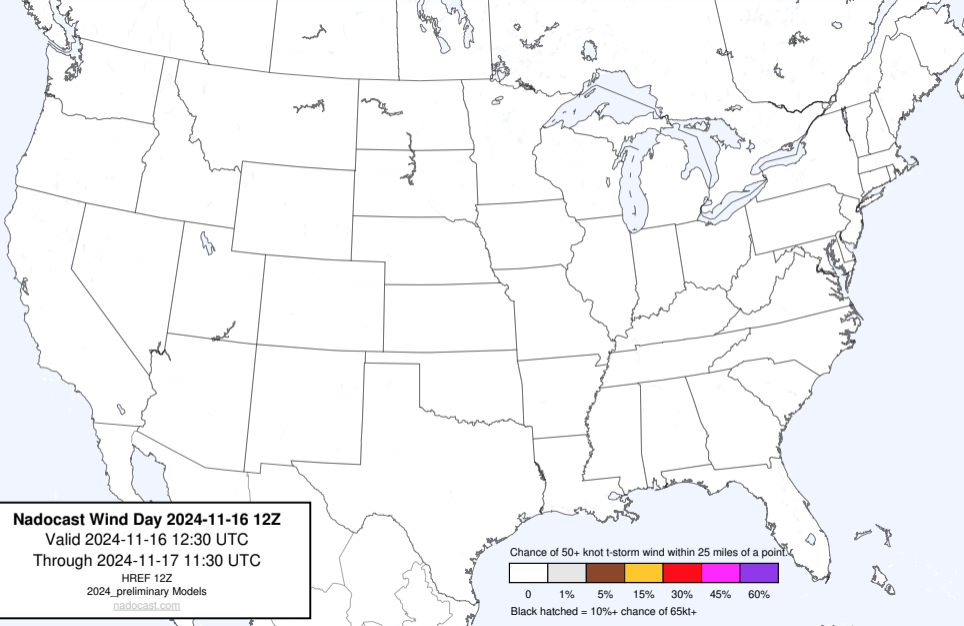 Nadocast Wind Day 2024-11-16 12Z
Valid 2024-11-16 12:30 UTC
Through 2024-11-17 11:30 UTC
HREF 12Z
2024_preliminary Models
nadocast.com
Chance of 50+ knot t-storm wind within 25 miles of a point.
0 1% 5% 15% 30% 45% 60%
Black hatched = 10%+ chance of 65kt+